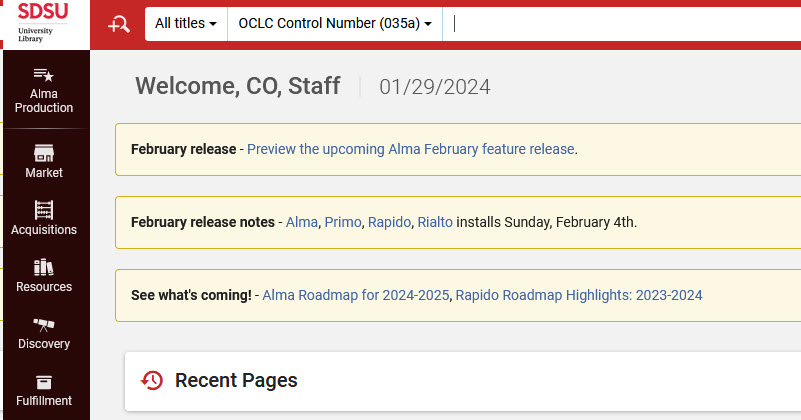 SDSU
University
Library
All titles
OCLC Control Number (035a)
Alma
Production
Market
Acquisitions
Resources
Discovery
Fulfillment
Welcome, CO, Staff
01/29/2024
February release - Preview the upcoming Alma February feature release.
February release notes - Alma, Primo, Rapido, Rialto installs Sunday, February 4th.
See what's coming! - Alma Roadmap for 2024-2025, Rapido Roadmap Highlights: 2023-2024
Recent Pages